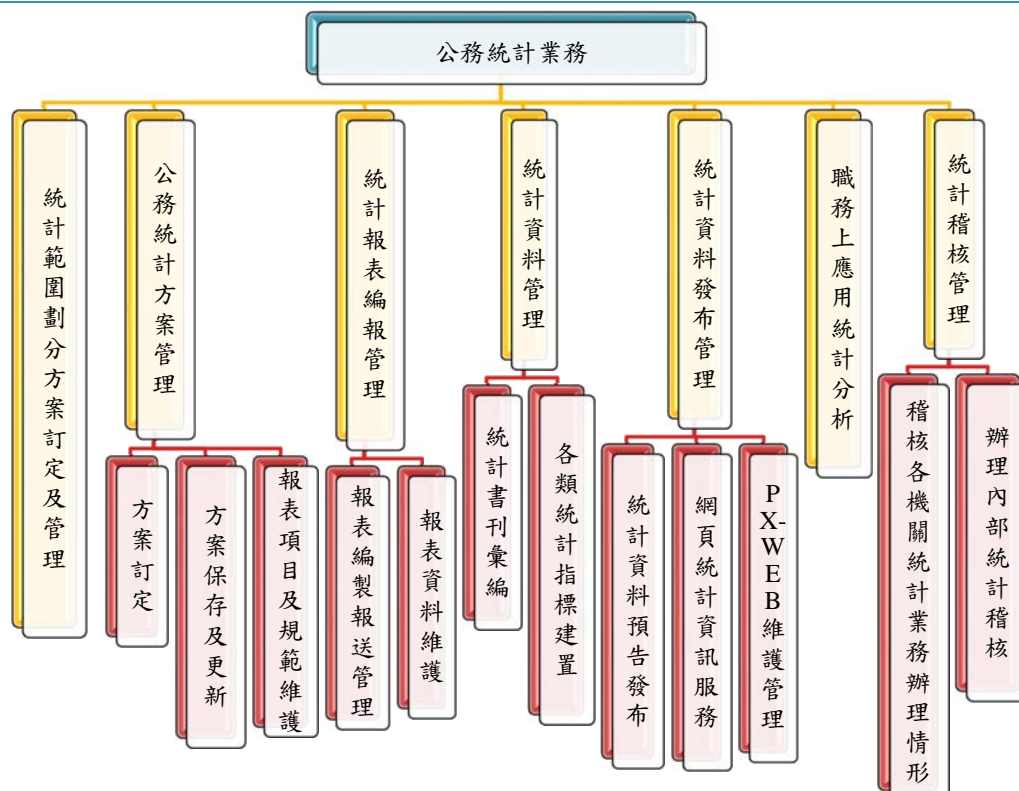 公務統計業務
統計範圍劃分方案訂定及管理
公務統計方案管理
統計報表編報管理
統計資料管理
統計資料發布管理
職務上應用統計分析
統計稽核管理
方案訂定
方案保存及更新
報表項目及規範維護
報表編製報送管理
報表資料維護
統計書刊彙編
各類統計指標建置
統計資料預告發布
網頁統計資訊服務
PX-WEB維護管理
稽核各機關統計業務辦理情形
辦理內部統計稽核